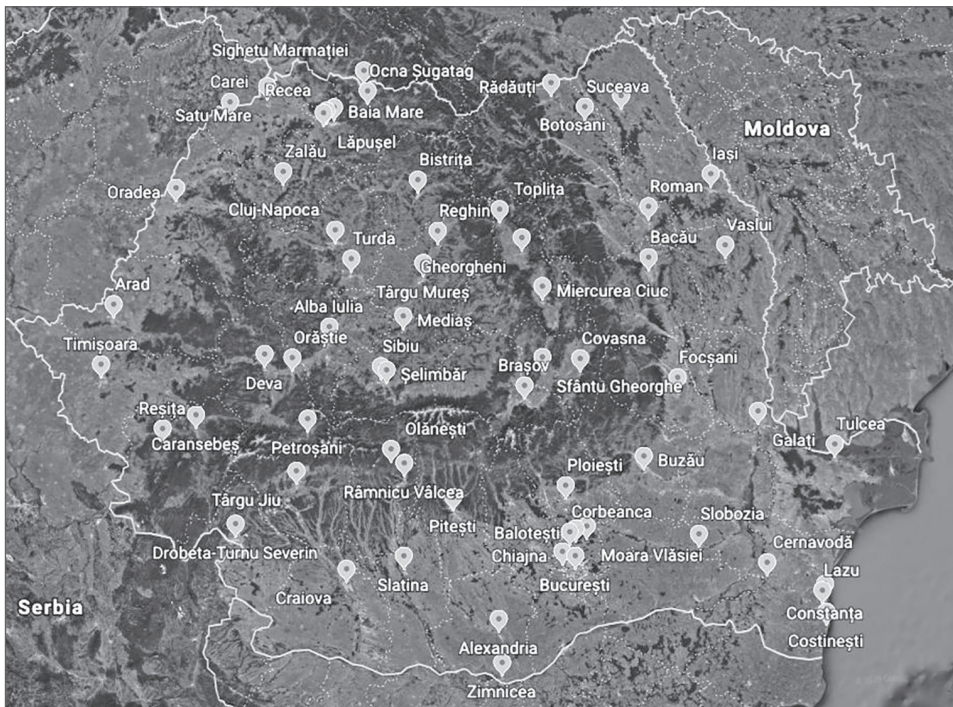 Sighetu Marmației
Ocna Șugatag
Carei
Recea
Rădăuți
Suceava
Satu Mare
Baia Mare
Botoșani
Moldova
Lăpușel
Zalău
Bistrița
Iași
Oradea
Toplița
Roman
Cluj-Napoca
Reghin
Vaslui
Turda
Bacău
Gheorgheni
Arad
Târgu Mureș
Miercurea Ciuc
Alba Iulia
Mediaș
Orăștie
Timișoara
Sibiu
Covasna
Focșani
Deva
Șelimbăr
Brașov
Sfântu Gheorghe
Reșița
Olănești
Caransebeș
Petroșani
Galați
Tulcea
Ploiești
Buzău
Târgu Jiu
Râmnicu Vâlcea
Pitești
Corbeanca
Slobozia
Balotești
Drobeta-Turnu Severin
Chiajna
Moara Vlăsiei
Cernavodă
Craiova
Slatina
București
Lazu
Serbia
Constanța
Costinești
Alexandria
Zimnicea